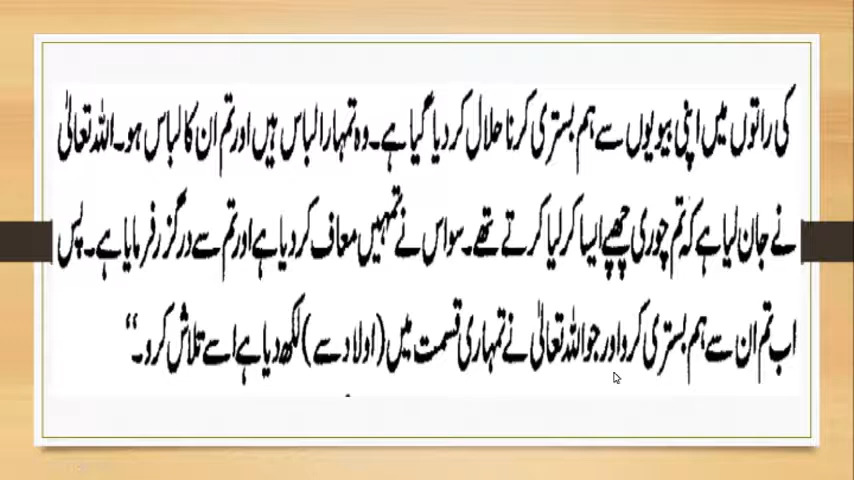 کی راتوں میں اپنی بیویوں سے ہم بستری کرنا حلال کر دیا گیا ہے۔ وہ تمہارا لباس ہیں اور تم ان کا لباس ہو۔ اللہ تعالیٰ
نے جان لیا ہے کہ تم چوری چھپے ایسا کر لیا کرتے تھے۔ سو اس نے تمہیں معاف کر دیا ہے اور تم سے درگزر فرمایا ہے۔ پس
اب تم ان سے ہم بستری کرو اور جو اللہ تعالیٰ نے تمہاری قسمت میں (اولاد سے) لکھ دیا ہے اسے تلاش کرو۔‘‘